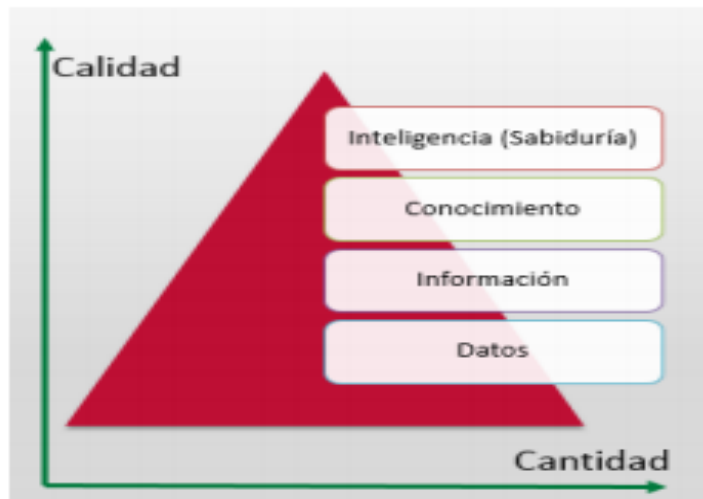 Calidad
Inteligencia (Sabiduría)
Conocimiento
Información
Datos
Cantidad